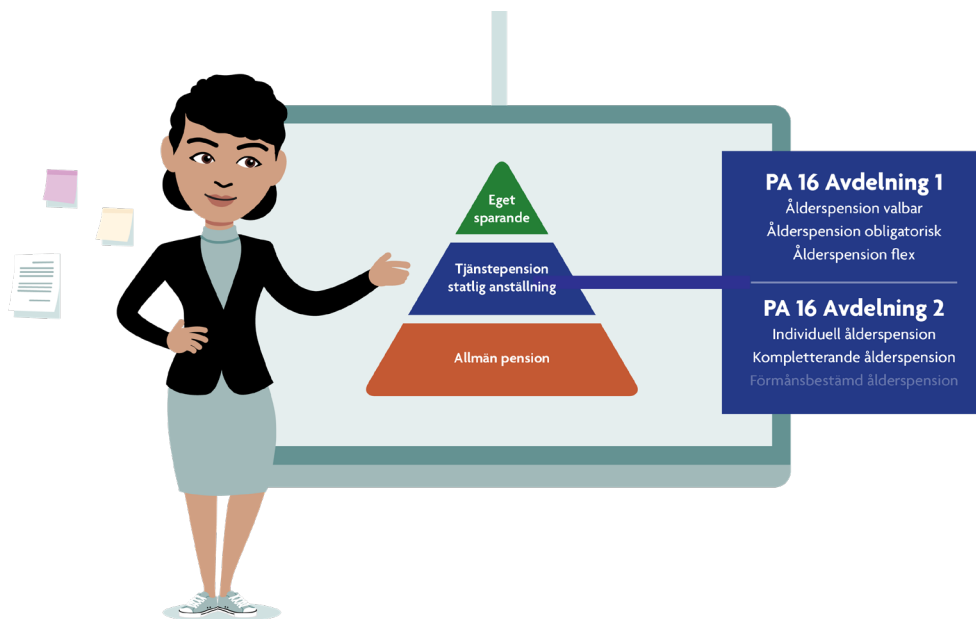 Eget
sparande
Tjänstepension
statlig anställning
Allmän pension
PA 16 Avdelning 1
Ålderspension valbar
Ålderspension obligatorisk
Ålderspension flex
PA 16 Avdelning 2
Individuell ålderspension
Kompletterande ålderspension
Förmånsbestämd ålderspension